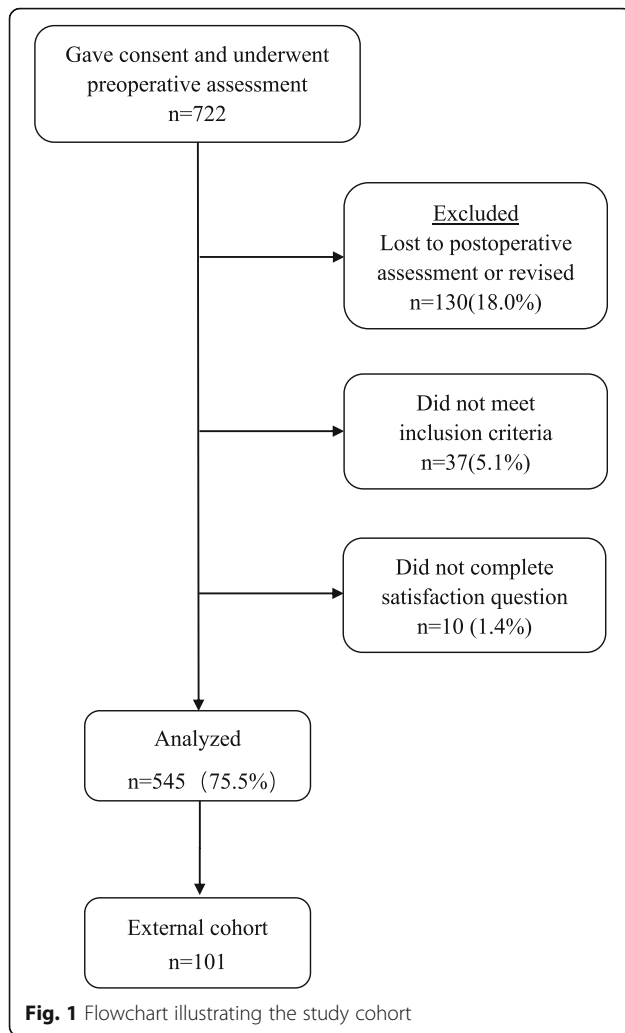 Gave consent and underwent
preoperative assessment
n=722
Excluded
Lost to postoperative
assessment or revised
n=130(18.0%)
Did not meet
inclusion criteria
n=37(5.1%)
Did not complete
satisfaction question
n=10 (1.4%)
Analyzed
n=545（75.5%）
External cohort
n=101
Fig. 1 Flowchart illustrating the study cohort